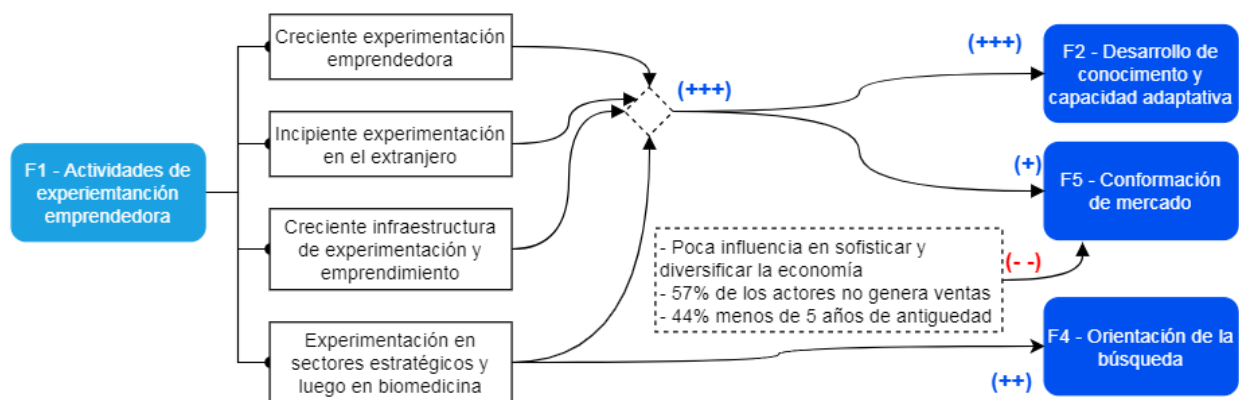 F1 - Actividades de
experiemtanción
emprendedora
Creciente experimentación
emprendedora
Incipiente experimentación
en el extranjero
Creciente infraestructura
de experimentación y
emprendimiento
Experimentación en
sectores estratégicos y
luego en biomedicina
(+++)
(+++)
(+)
- Poca influencia en sofisticar y
diversificar la economía
- 57% de los actores no genera ventas
- 44% menos de 5 años de antiguedad
(- -)
(++)
F2 - Desarrollo de
conocimiento y
capacidad adaptativa
F5 - Conformación
de mercado
F4 - Orientación de la
búsqueda